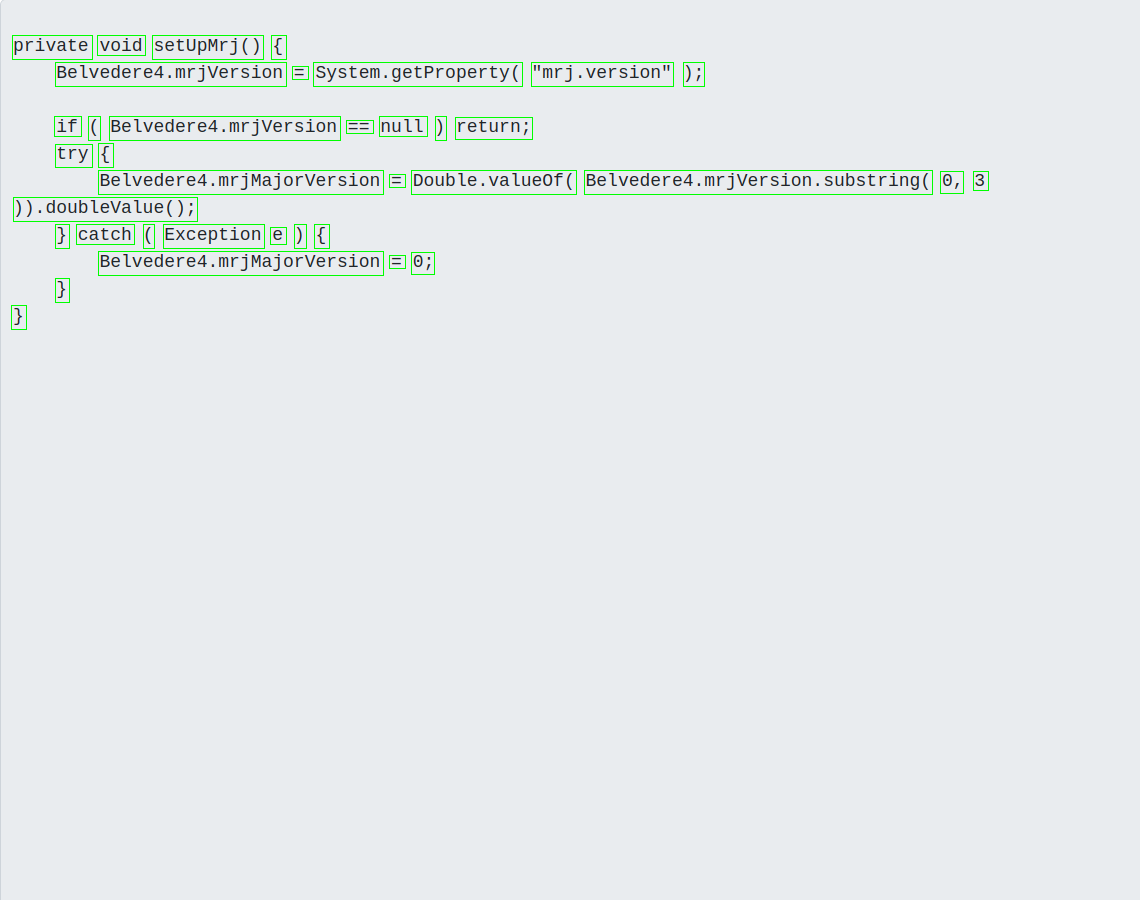 private void setUpMrj() {
    Belvedere4.mrjVersion = System.getProperty( "mrj.version" );

    if ( Belvedere4.mrjVersion == null ) return;
    try {
        Belvedere4.mrjMajorVersion = Double.valueOf( Belvedere4.mrjVersion.substring( 0, 3
)).doubleValue();
    } catch ( Exception e ) {
        Belvedere4.mrjMajorVersion = 0;
    }
}